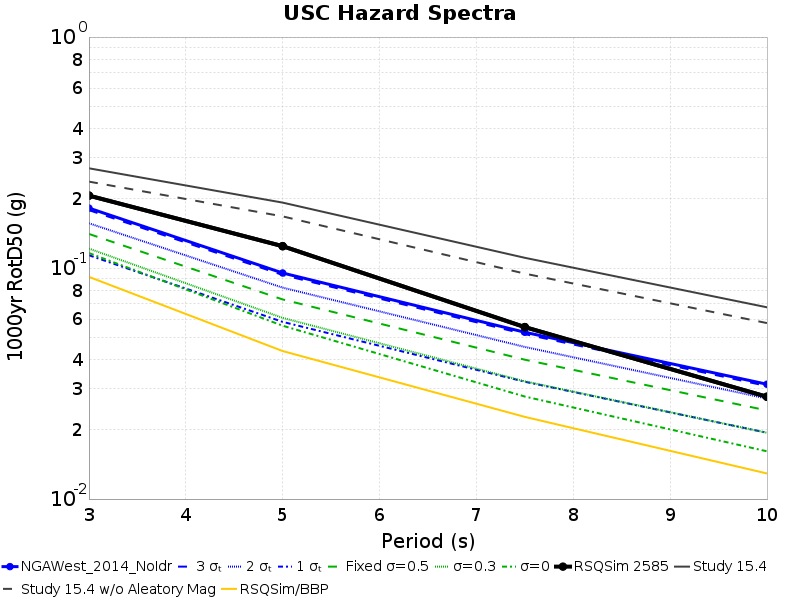 USC Hazard Spectra
1000yr RotD50 (g)
10^0
8
6
4
3
2
10^-1
8
6
4
3
2
10^-2
3 4 5 6 7 8 9 10
Period (s)
NGAWest_2014_NoIdr 3 σₜ 2 σₜ 1 σₜ Fixed σ=0.5 σ=0.3 σ=0 RSQSim 2585 Study 15.4
Study 15.4 w/o Aleatory Mag RSQSim/BBP